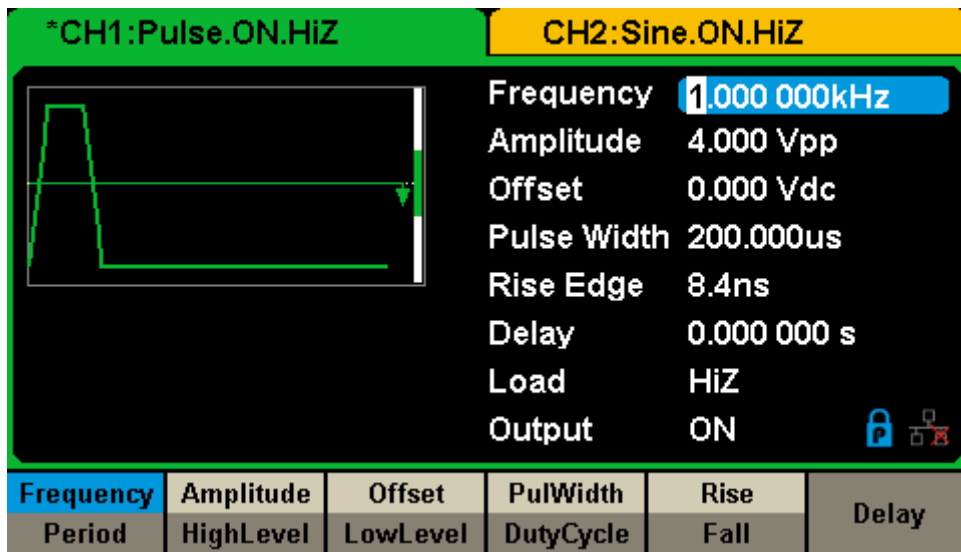 *CH1:Pulse.ON.HiZ
CH2:Sine.ON.HiZ
Frequency 1.000 000kHz
Amplitude 4.000 Vpp
Offset 0.000 Vdc
Pulse Width 200.000us
Rise Edge 8.4ns
Delay 0.000 000 s
Load HiZ
Output ON
P
Frequency Amplitude Offset PulWidth Rise Delay
Period HighLevel LowLevel DutyCycle Fall